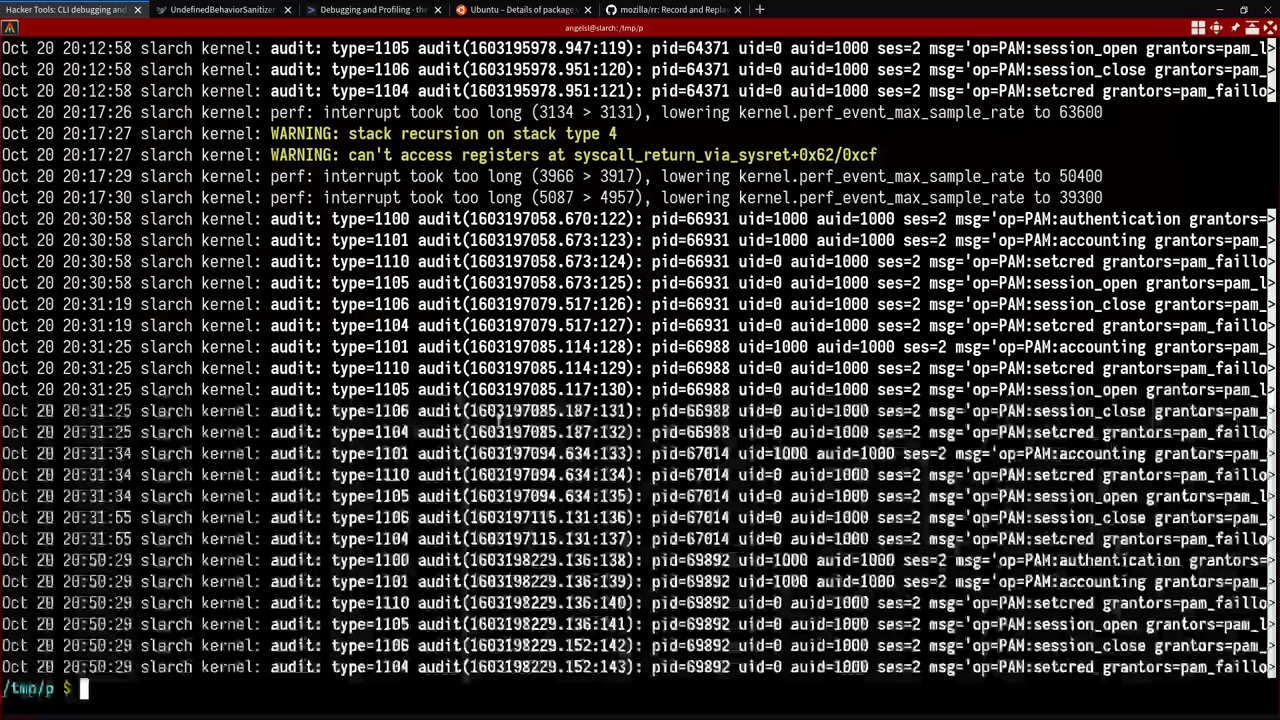 Hacker Tools: CLI debugging and
UndefinedBehaviorSanitizer
Debugging and Profiling · the
Ubuntu – Details of package v
mozilla/rr: Record and Replay
angelsl@slarch:/tmp/p
Oct 20 20:12:58 slarch kernel: audit: type=1105 audit(1603195978.947:119): pid=64371 uid=0 auid=1000 ses=2 msg='op=PAM:session_open grantors=pam_l>
Oct 20 20:12:58 slarch kernel: audit: type=1106 audit(1603195978.951:120): pid=64371 uid=0 auid=1000 ses=2 msg='op=PAM:session_close grantors=pam_>
Oct 20 20:12:58 slarch kernel: audit: type=1104 audit(1603195978.951:121): pid=64371 uid=0 auid=1000 ses=2 msg='op=PAM:setcred grantors=pam_faillo>
Oct 20 20:17:26 slarch kernel: perf: interrupt took too long (3134 > 3131), lowering kernel.perf_event_max_sample_rate to 63600
Oct 20 20:17:27 slarch kernel: WARNING: stack recursion on stack type 4
Oct 20 20:17:27 slarch kernel: WARNING: can't access registers at syscall_return_via_sysret+0x62/0xcf
Oct 20 20:17:29 slarch kernel: perf: interrupt took too long (3966 > 3917), lowering kernel.perf_event_max_sample_rate to 50400
Oct 20 20:17:29 slarch kernel: perf: interrupt took too long (5087 > 4957), lowering kernel.perf_event_max_sample_rate to 39300
Oct 20 20:30:58 slarch kernel: audit: type=1100 audit(1603197058.670:122): pid=66931 uid=1000 auid=1000 ses=2 msg='op=PAM:authentication grantors=>
Oct 20 20:30:58 slarch kernel: audit: type=1101 audit(1603197058.673:123): pid=66931 uid=1000 auid=1000 ses=2 msg='op=PAM:accounting grantors=pam_>
Oct 20 20:30:58 slarch kernel: audit: type=1110 audit(1603197058.673:124): pid=66931 uid=0 auid=1000 ses=2 msg='op=PAM:setcred grantors=pam_faillo>
Oct 20 20:30:58 slarch kernel: audit: type=1105 audit(1603197058.673:125): pid=66931 uid=0 auid=1000 ses=2 msg='op=PAM:session_open grantors=pam_l>
Oct 20 20:31:19 slarch kernel: audit: type=1106 audit(1603197079.517:126): pid=66931 uid=0 auid=1000 ses=2 msg='op=PAM:session_close grantors=pam_>
Oct 20 20:31:19 slarch kernel: audit: type=1104 audit(1603197079.517:127): pid=66931 uid=0 auid=1000 ses=2 msg='op=PAM:setcred grantors=pam_faillo>
Oct 20 20:31:25 slarch kernel: audit: type=1101 audit(1603197085.114:128): pid=66988 uid=1000 auid=1000 ses=2 msg='op=PAM:accounting grantors=pam_>
Oct 20 20:31:25 slarch kernel: audit: type=1110 audit(1603197085.114:129): pid=66988 uid=0 auid=1000 ses=2 msg='op=PAM:setcred grantors=pam_faillo>
Oct 20 20:31:25 slarch kernel: audit: type=1105 audit(1603197085.117:130): pid=66988 uid=0 auid=1000 ses=2 msg='op=PAM:session_open grantors=pam_l>
Oct 20 20:31:25 slarch kernel: audit: type=1106 audit(1603197085.187:131): pid=66988 uid=0 auid=1000 ses=2 msg='op=PAM:session_close grantors=pam_>
Oct 20 20:31:25 slarch kernel: audit: type=1104 audit(1603197085.187:132): pid=66988 uid=0 auid=1000 ses=2 msg='op=PAM:setcred grantors=pam_faillo>
Oct 20 20:31:34 slarch kernel: audit: type=1101 audit(1603197094.634:133): pid=67014 uid=1000 auid=1000 ses=2 msg='op=PAM:accounting grantors=pam_>
Oct 20 20:31:34 slarch kernel: audit: type=1110 audit(1603197094.634:134): pid=67014 uid=0 auid=1000 ses=2 msg='op=PAM:setcred grantors=pam_faillo>
Oct 20 20:31:34 slarch kernel: audit: type=1105 audit(1603197094.634:135): pid=67014 uid=0 auid=1000 ses=2 msg='op=PAM:session_open grantors=pam_l>
Oct 20 20:31:55 slarch kernel: audit: type=1106 audit(1603197115.131:136): pid=67014 uid=0 auid=1000 ses=2 msg='op=PAM:session_close grantors=pam_>
Oct 20 20:31:55 slarch kernel: audit: type=1104 audit(1603197115.131:137): pid=67014 uid=0 auid=1000 ses=2 msg='op=PAM:setcred grantors=pam_faillo>
Oct 20 20:50:29 slarch kernel: audit: type=1100 audit(1603198229.136:138): pid=69892 uid=1000 auid=1000 ses=2 msg='op=PAM:authentication grantors=>
Oct 20 20:50:29 slarch kernel: audit: type=1101 audit(1603198229.136:139): pid=69892 uid=1000 auid=1000 ses=2 msg='op=PAM:accounting grantors=pam_>
Oct 20 20:50:29 slarch kernel: audit: type=1110 audit(1603198229.136:140): pid=69892 uid=0 auid=1000 ses=2 msg='op=PAM:setcred grantors=pam_faillo>
Oct 20 20:50:29 slarch kernel: audit: type=1105 audit(1603198229.136:141): pid=69892 uid=0 auid=1000 ses=2 msg='op=PAM:session_open grantors=pam_l>
Oct 20 20:50:29 slarch kernel: audit: type=1106 audit(1603198229.152:142): pid=69892 uid=0 auid=1000 ses=2 msg='op=PAM:session_close grantors=pam_>
Oct 20 20:50:29 slarch kernel: audit: type=1104 audit(1603198229.152:143): pid=69892 uid=0 auid=1000 ses=2 msg='op=PAM:setcred grantors=pam_faillo>
/tmp/p $